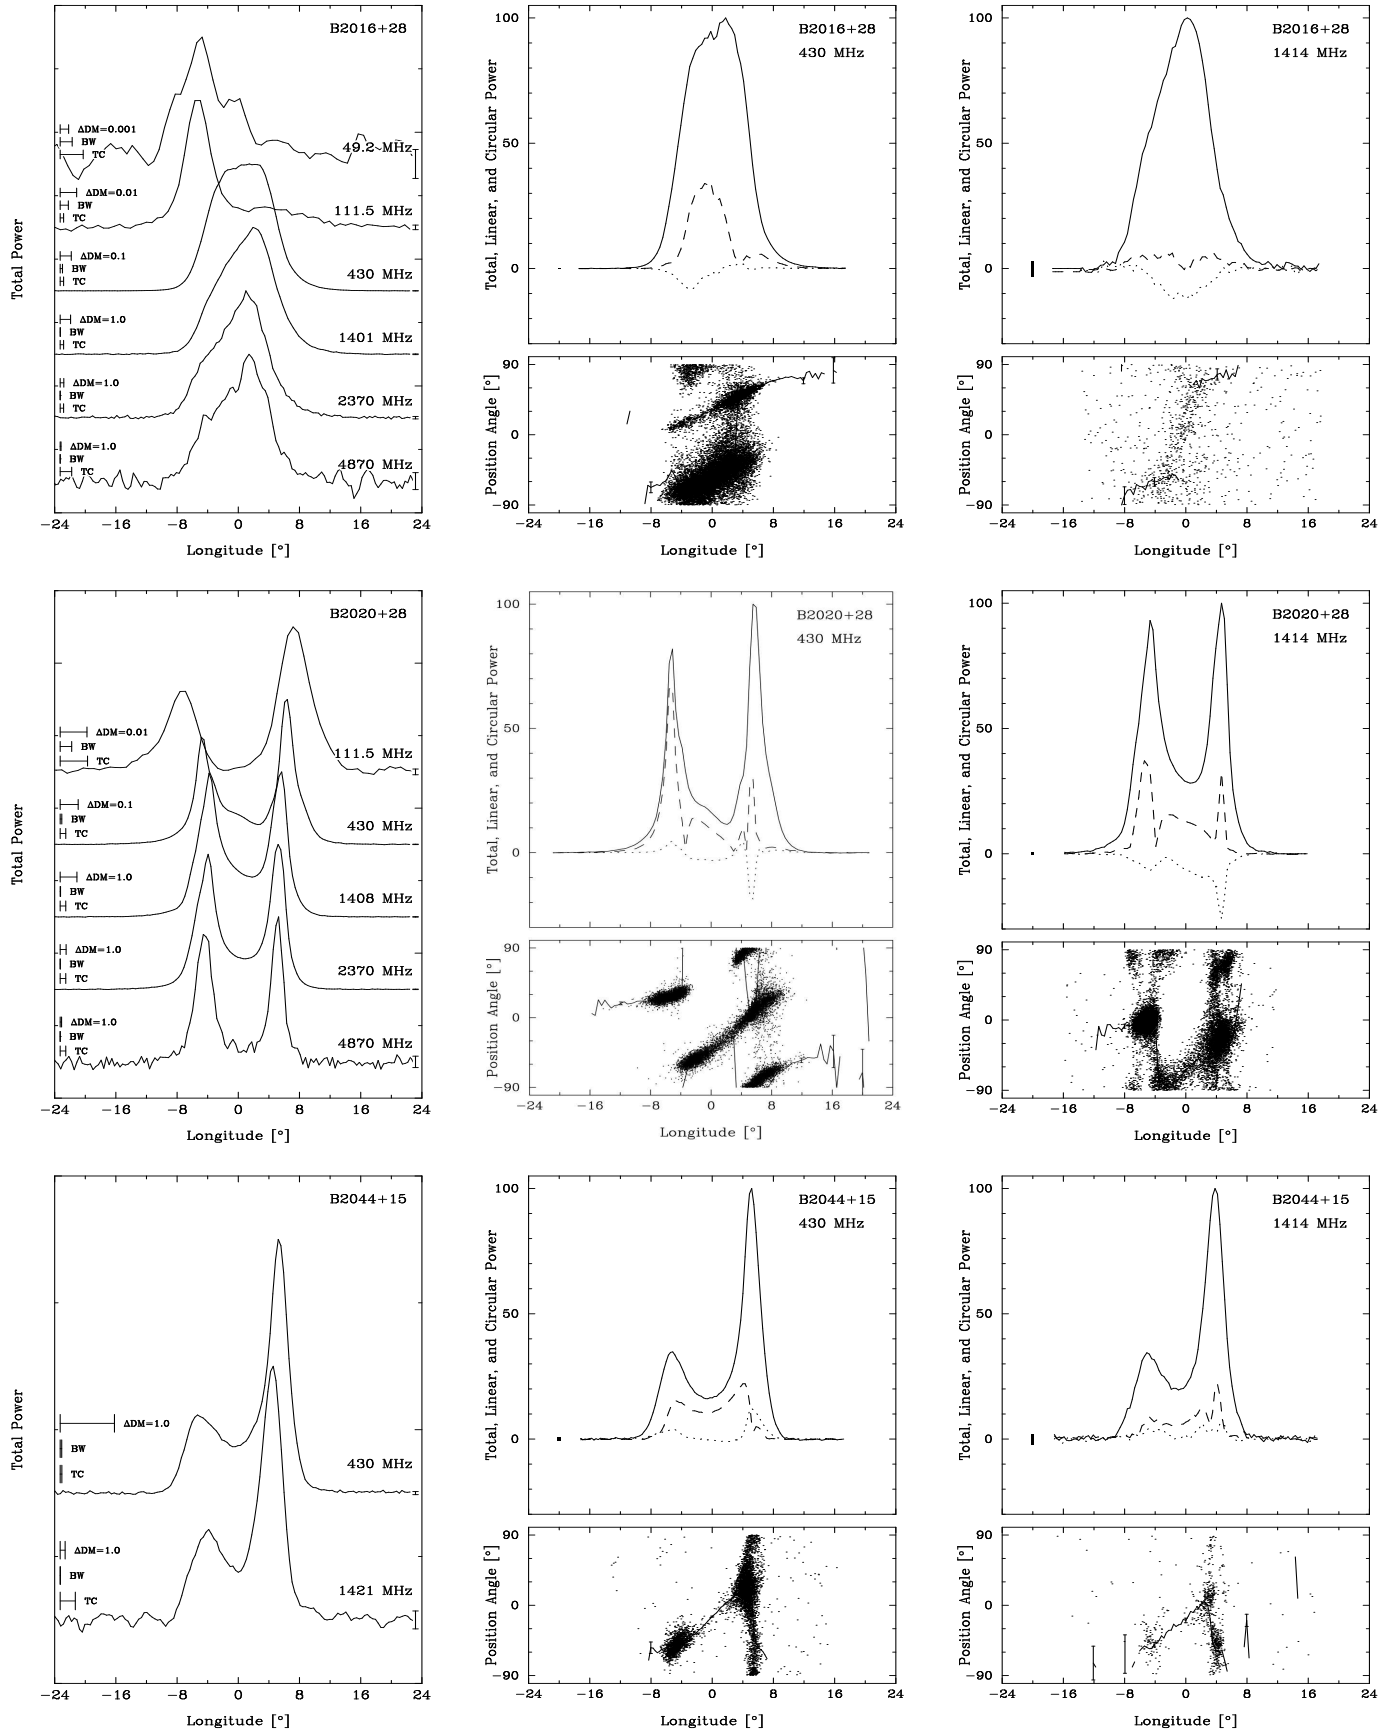 B2016+28
ΔDM=0.001
BW
TC
49.2 MHz
ΔDM=0.01
BW
TC
111.5 MHz
ΔDM=0.1
BW
TC
430 MHz
ΔDM=1.0
BW
TC
1401 MHz
ΔDM=1.0
BW
TC
2370 MHz
ΔDM=1.0
BW
TC
4870 MHz
Total Power
−24 −16 −8 0 8 16 24
Longitude [°]
B2016+28
430 MHz
100
50
0
Total, Linear, and Circular Power
90
0
−90
Position Angle [°]
−24 −16 −8 0 8 16 24
Longitude [°]
B2016+28
1414 MHz
100
50
0
Total, Linear, and Circular Power
90
0
−90
Position Angle [°]
−24 −16 −8 0 8 16 24
Longitude [°]
B2020+28
ΔDM=0.01
BW
TC
111.5 MHz
ΔDM=0.1
BW
TC
430 MHz
ΔDM=1.0
BW
TC
1408 MHz
ΔDM=1.0
BW
TC
2370 MHz
ΔDM=1.0
BW
TC
4870 MHz
Total Power
−24 −16 −8 0 8 16 24
Longitude [°]
B2020+28
430 MHz
100
50
0
Total, Linear, and Circular Power
90
0
−90
Position Angle [°]
−24 −16 −8 0 8 16 24
Longitude [°]
B2020+28
1414 MHz
100
50
0
Total, Linear, and Circular Power
90
0
−90
Position Angle [°]
−24 −16 −8 0 8 16 24
Longitude [°]
B2044+15
ΔDM=1.0
BW
TC
430 MHz
ΔDM=1.0
BW
TC
1421 MHz
Total Power
−24 −16 −8 0 8 16 24
Longitude [°]
B2044+15
430 MHz
100
50
0
Total, Linear, and Circular Power
90
0
−90
Position Angle [°]
−24 −16 −8 0 8 16 24
Longitude [°]
B2044+15
1414 MHz
100
50
0
Total, Linear, and Circular Power
90
0
−90
Position Angle [°]
−24 −16 −8 0 8 16 24
Longitude [°]